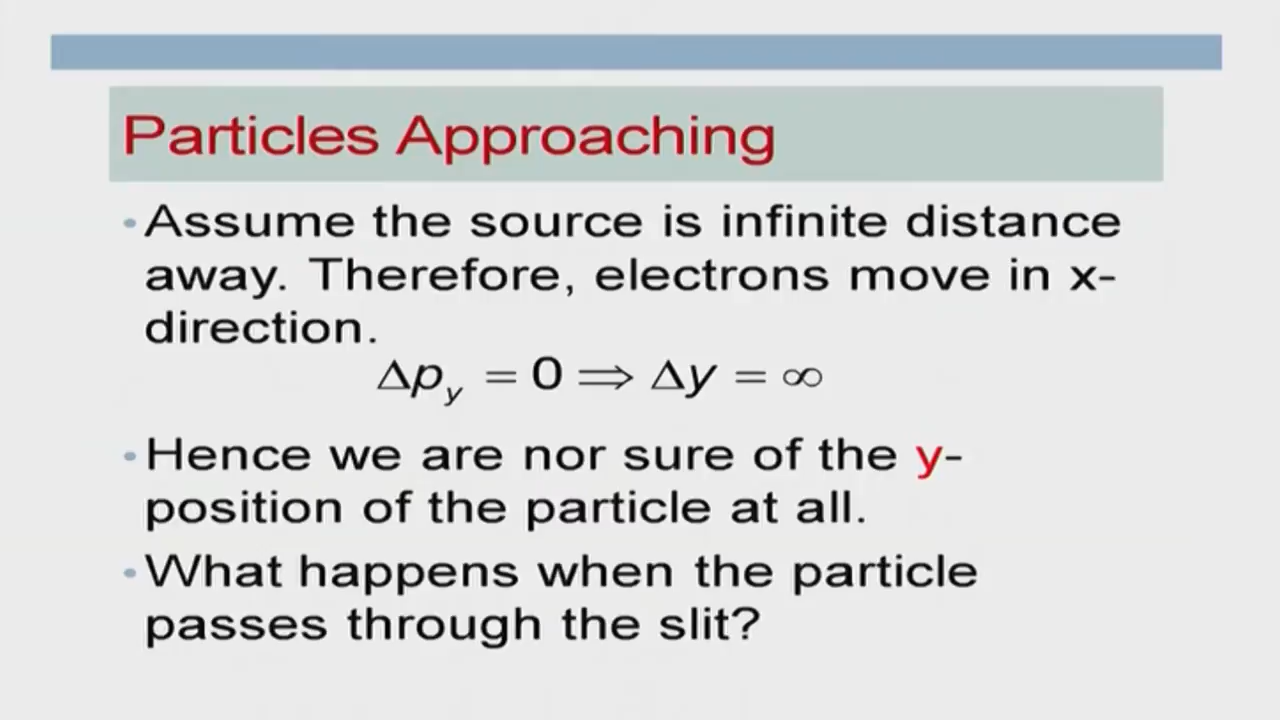 Particles Approaching
• Assume the source is infinite distance
away. Therefore, electrons move in x-
direction.
Δp_y = 0 ⟹ Δy = ∞
• Hence we are nor sure of the y-
position of the particle at all.
• What happens when the particle
passes through the slit?